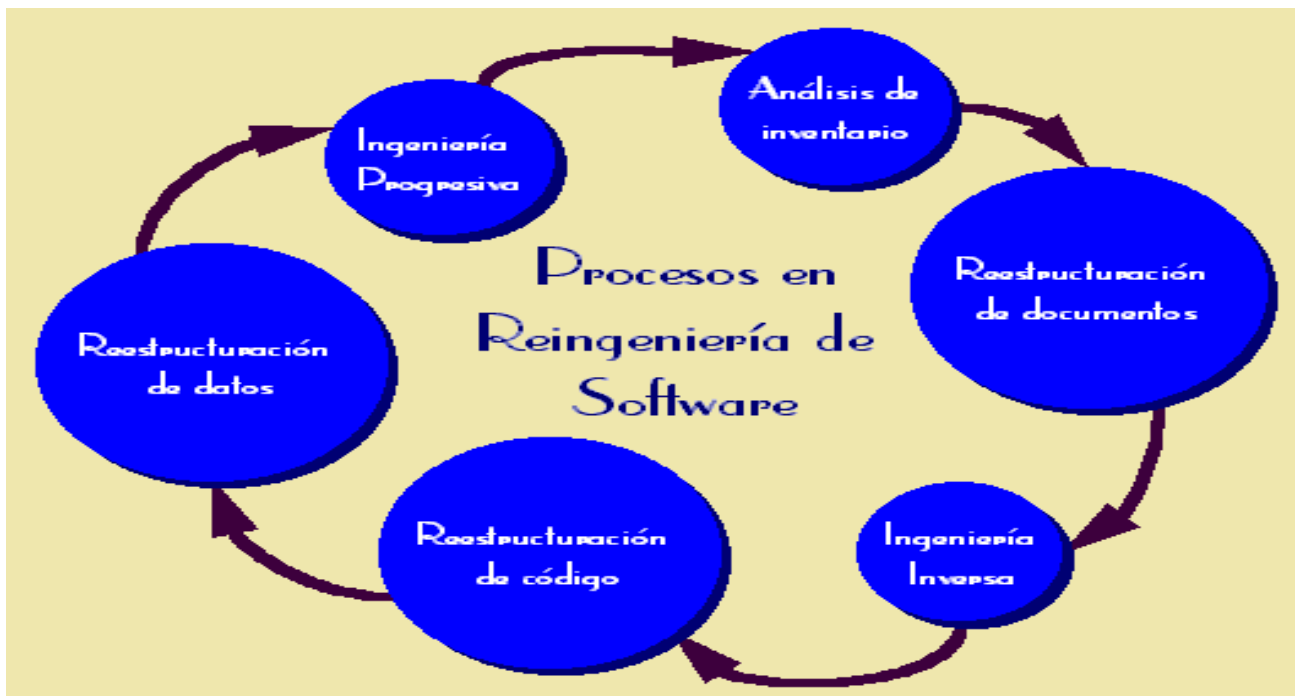 Análisis de
inventario
Ingeniería
Progresiva
Procesos en
Reingeniería de
Software
Reestructuración
de documentos
Reestructuración
de datos
Reestructuración
de código
Ingeniería
Inversa